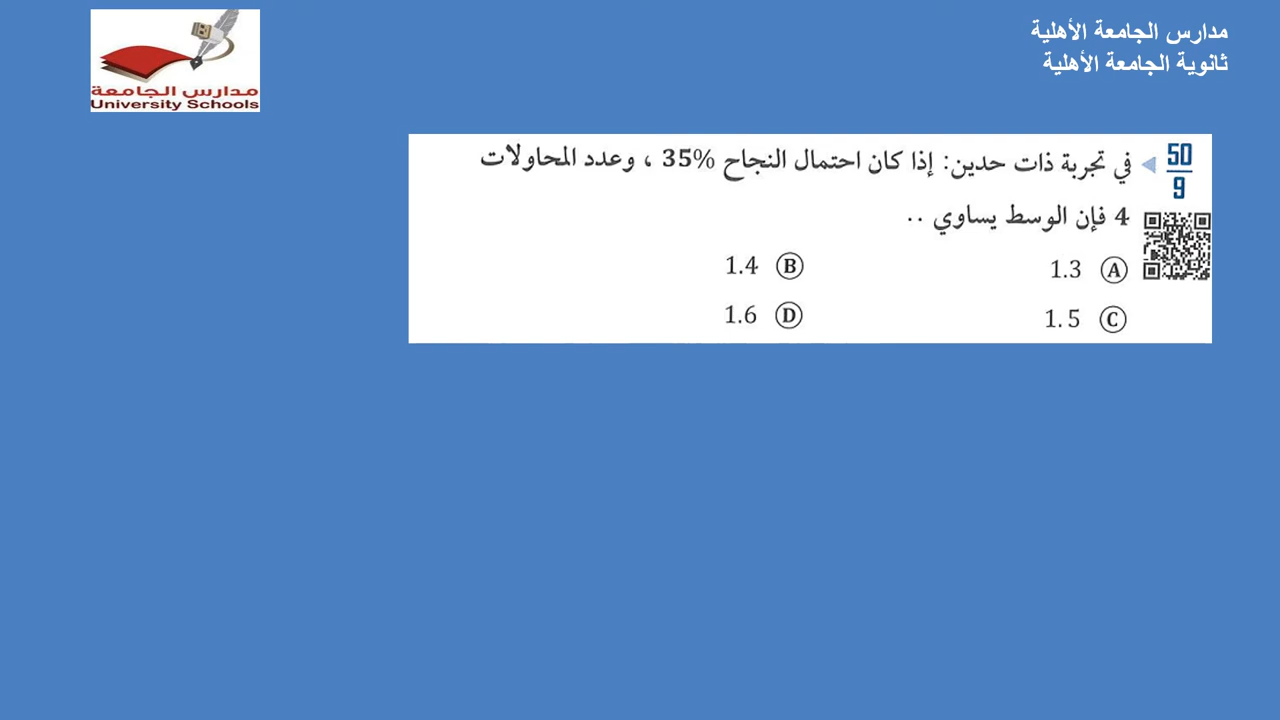 مدارس الجامعة الأهلية
ثانوية الجامعة الأهلية
مدارس الجامعة
University Schools
50
9
في تجربة ذات حدين: إذا كان احتمال النجاح 35% ، وعدد المحاولات
4 فإن الوسط يساوي ..
A 1.3
B 1.4
C 1.5
D 1.6